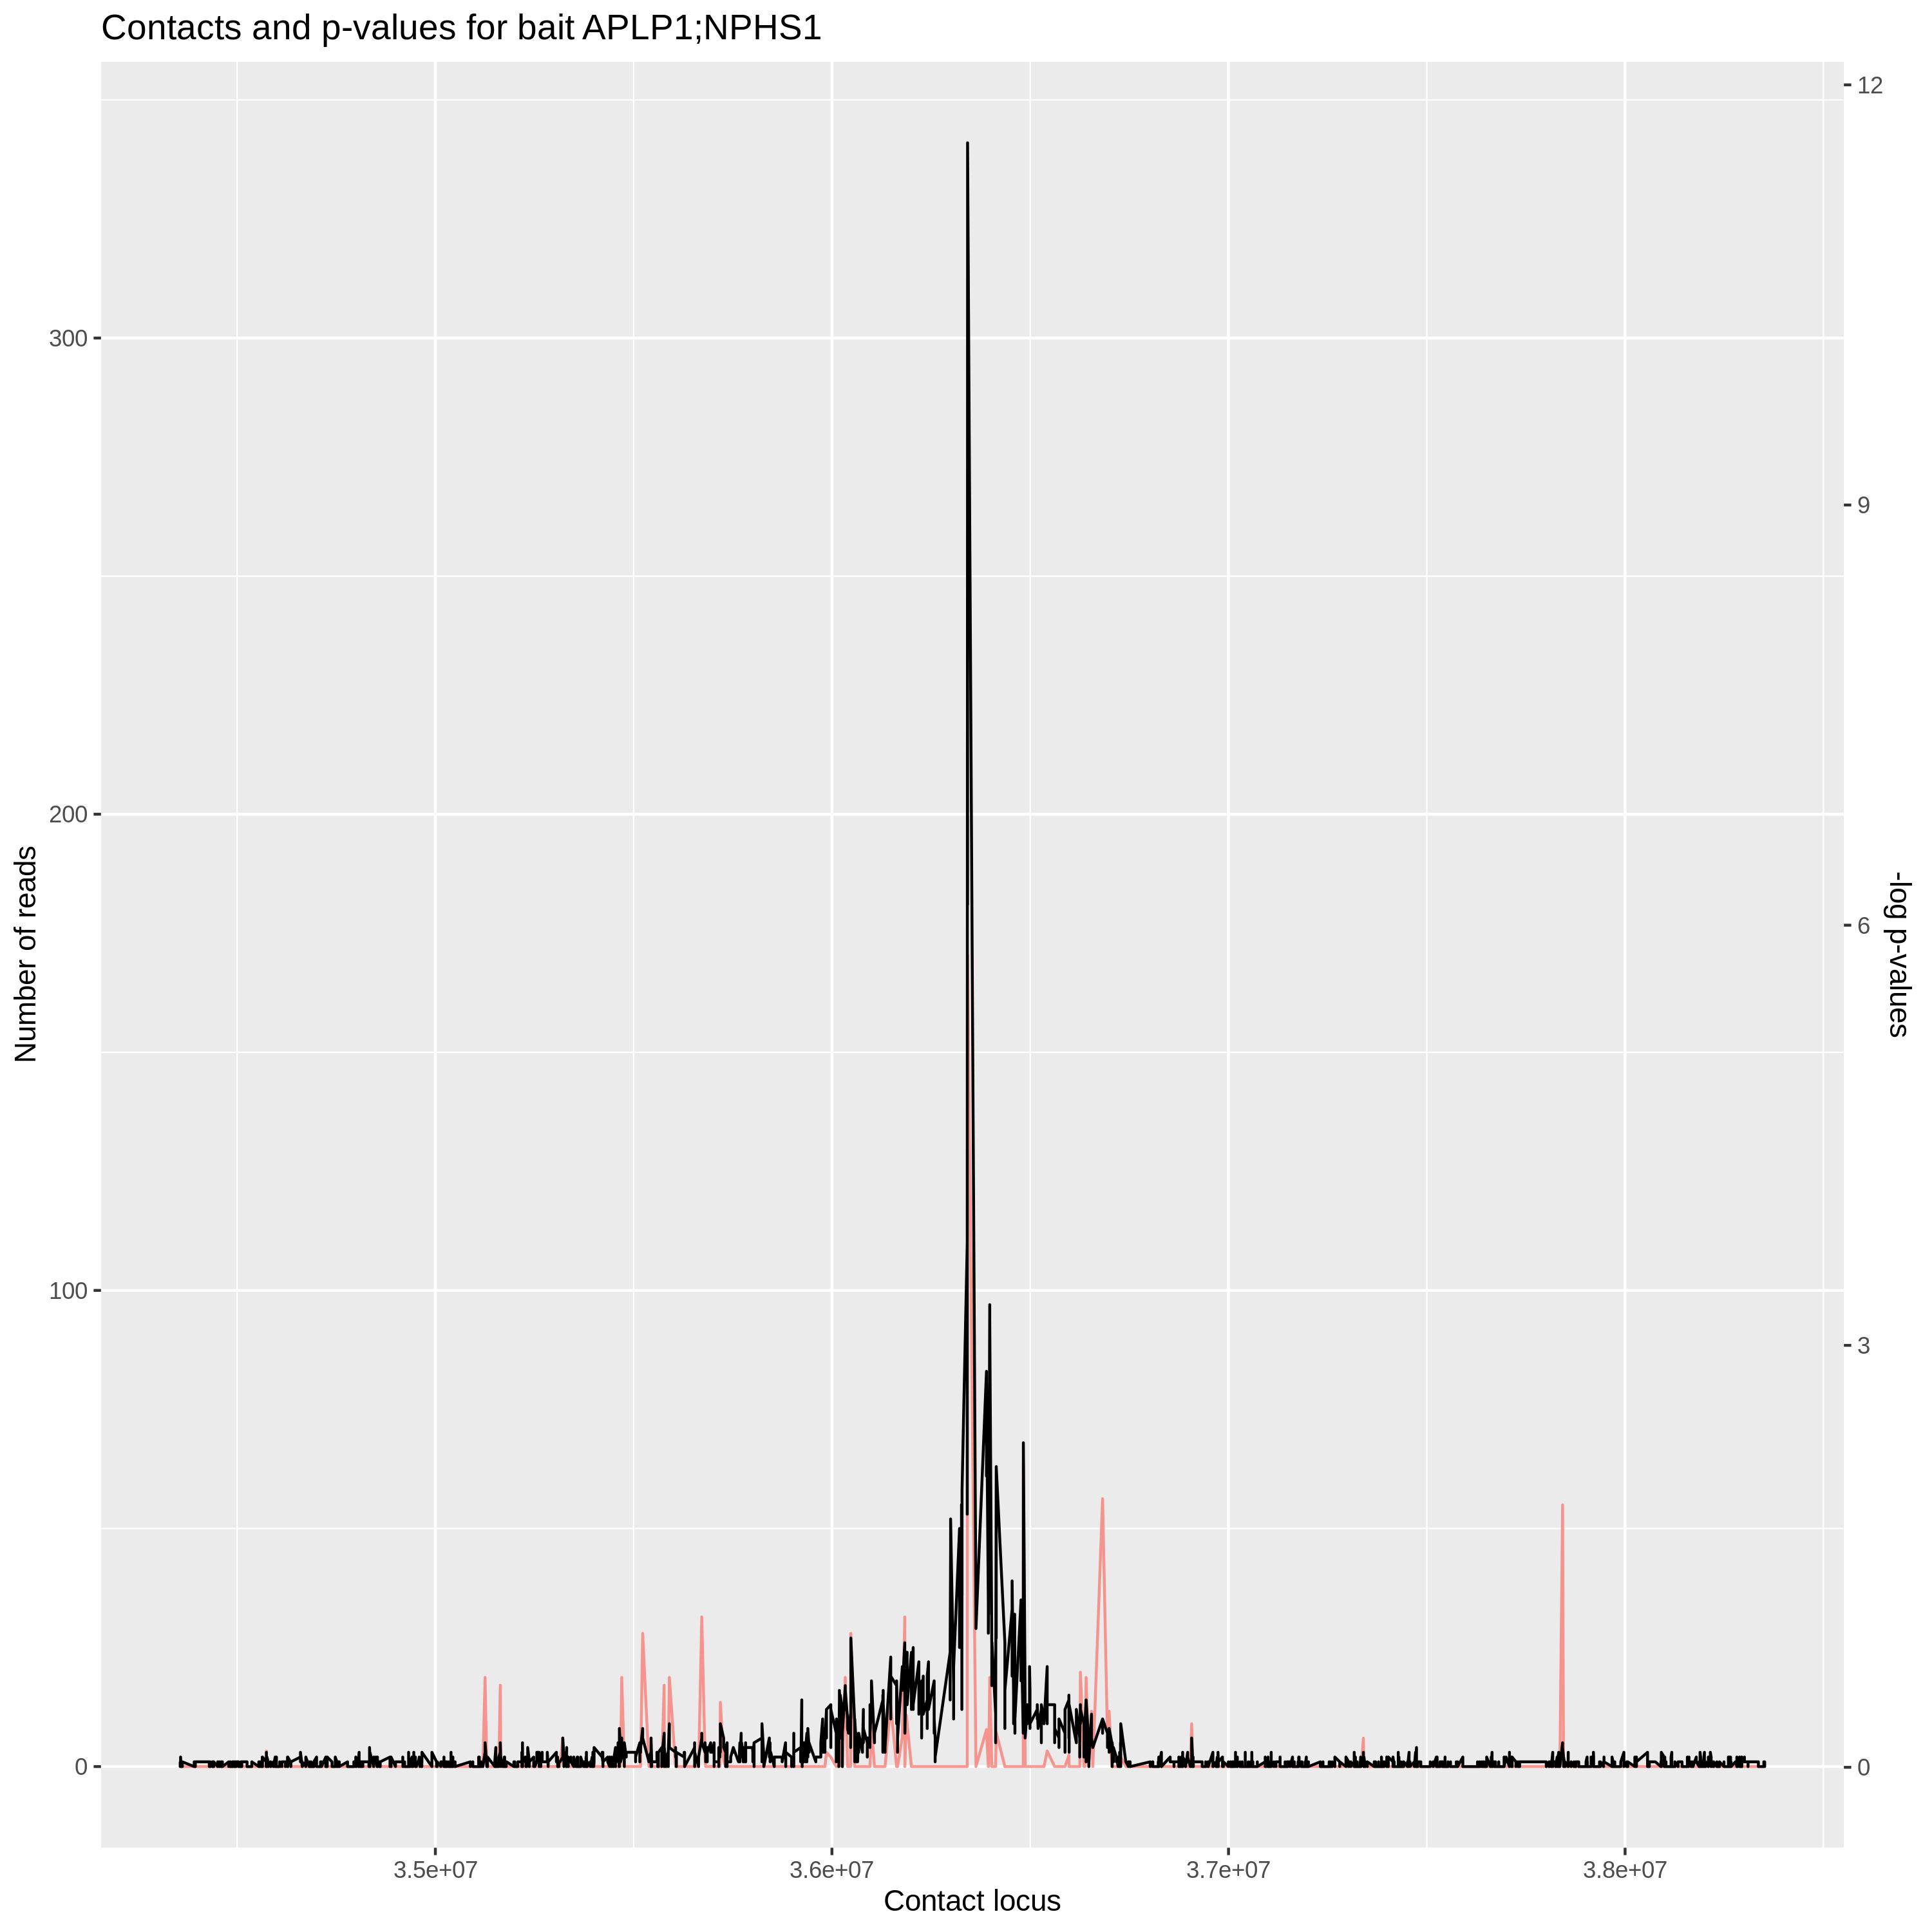 Contacts and p-values for bait APLP1;NPHS1
12
300
9
200
Number of reads
-log p-values
6
100
3
0
0
3.5e+07
3.6e+07
3.7e+07
3.8e+07
Contact locus